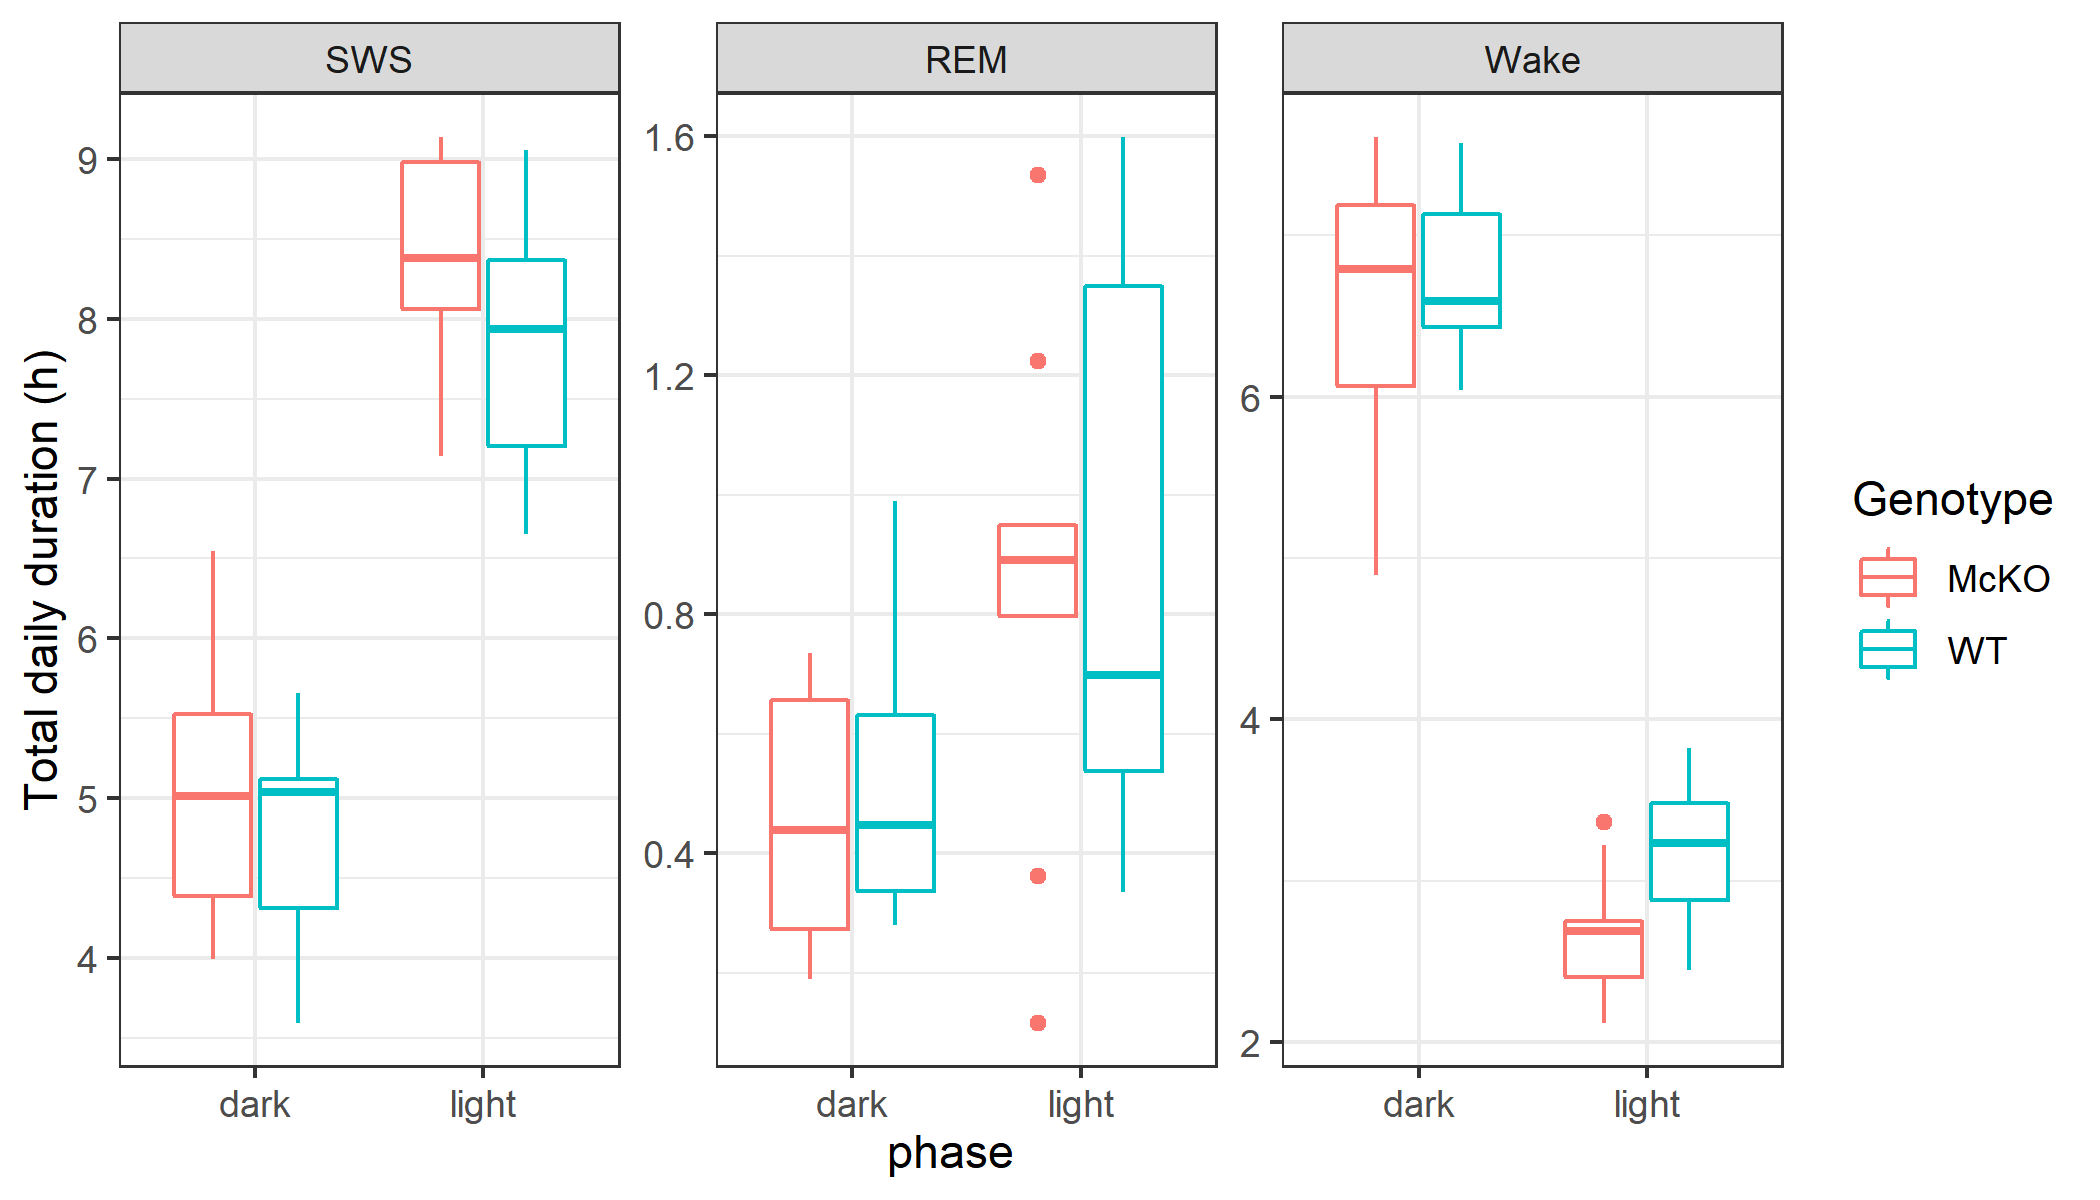 SWS
REM
Wake
Total daily duration (h)
9
8
7
6
5
4
1.6
1.2
0.8
0.4
6
4
2
dark
light
dark
light
dark
light
phase
Genotype
McKO
WT